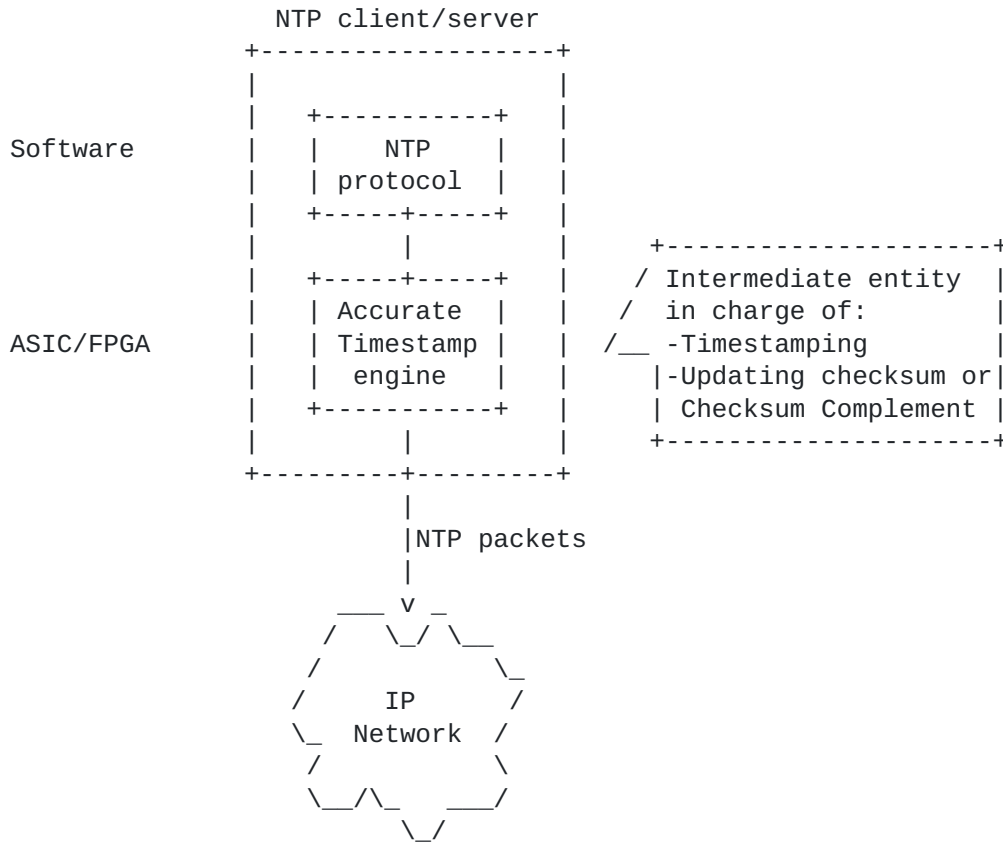 NTP client/server
Software
NTP
protocol
ASIC/FPGA
Accurate
Timestamp
engine
Intermediate entity
in charge of:
-Timestamping
-Updating checksum or
Checksum Complement
NTP packets
IP
Network